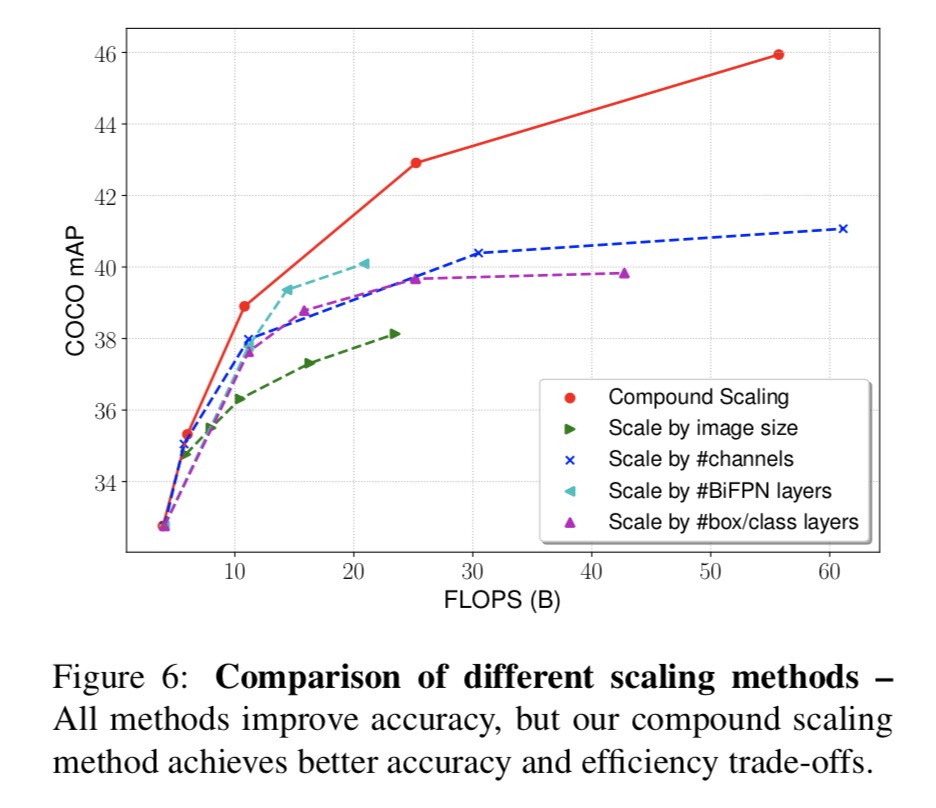 46
44
42
40
38
36
34
COCO mAP
10 20 30 40 50 60
FLOPS (B)
Compound Scaling
Scale by image size
Scale by #channels
Scale by #BiFPN layers
Scale by #box/class layers
Figure 6: Comparison of different scaling methods –
All methods improve accuracy, but our compound scaling
method achieves better accuracy and efficiency trade-offs.